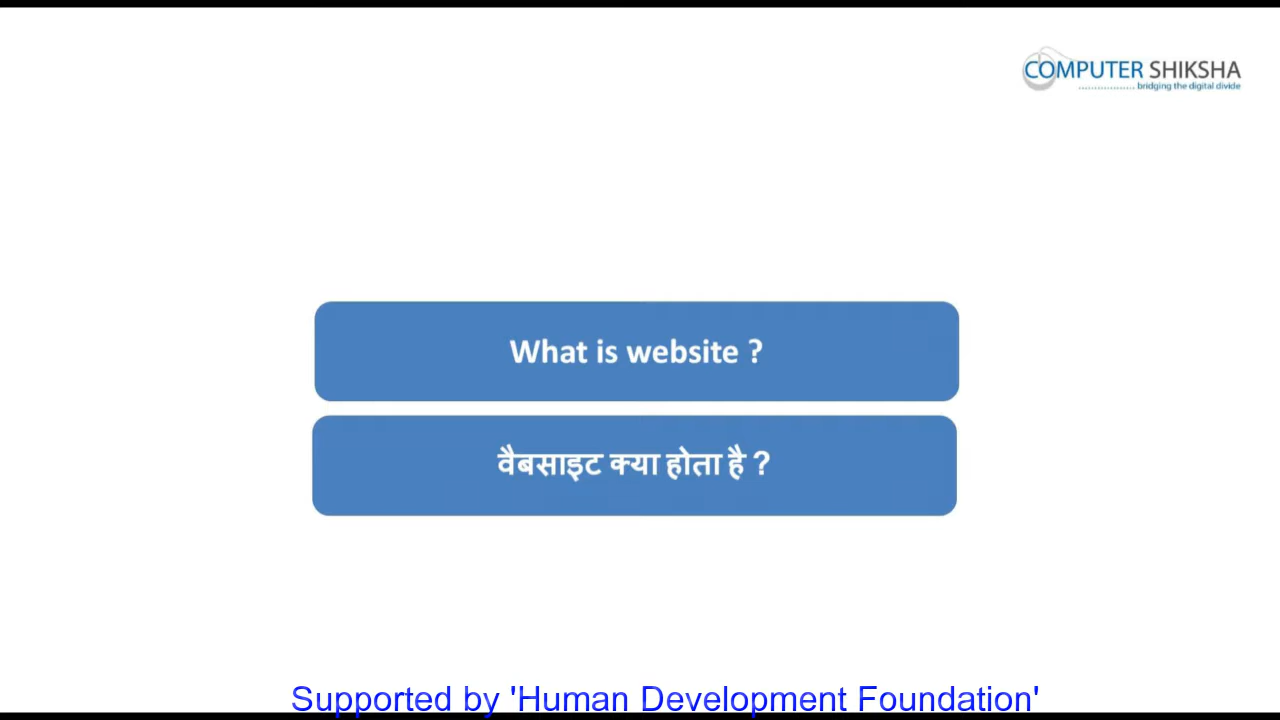 COMPUTER SHIKSHA
bridging the digital divide
What is website ?
वैबसाइट क्या होता है ?
Supported by 'Human Development Foundation'